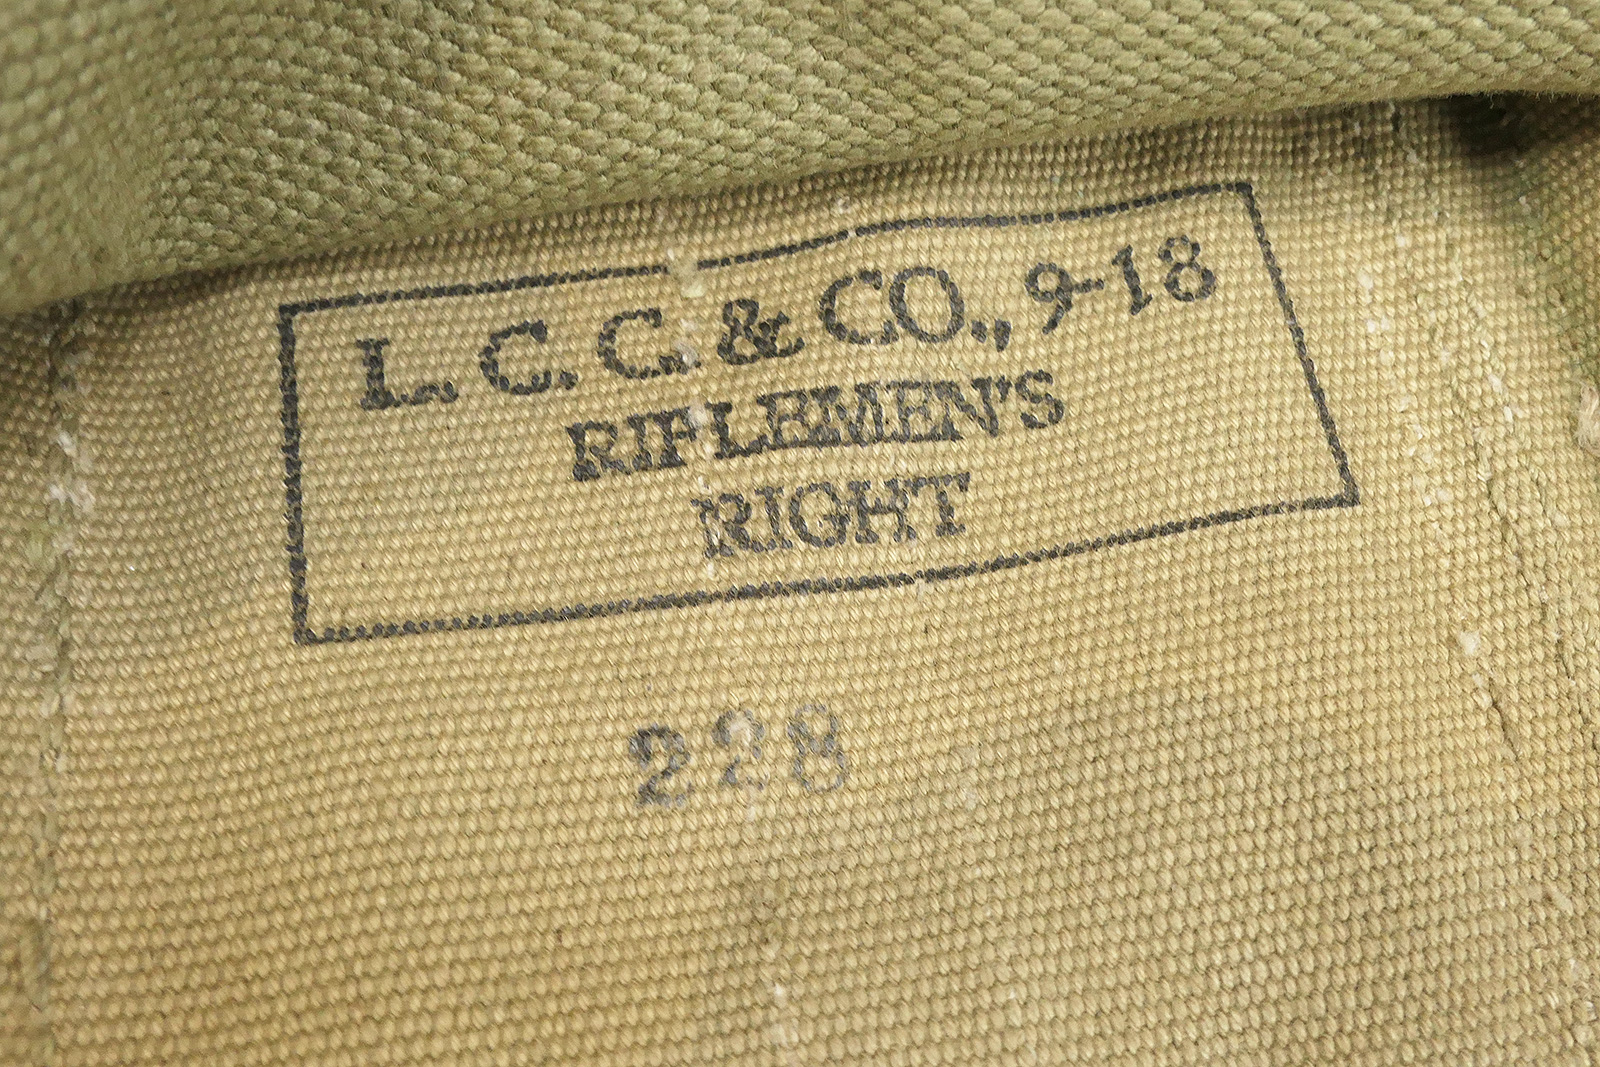 L. C. C. & CO., 9-18
RIFLEMEN'S
RIGHT
228